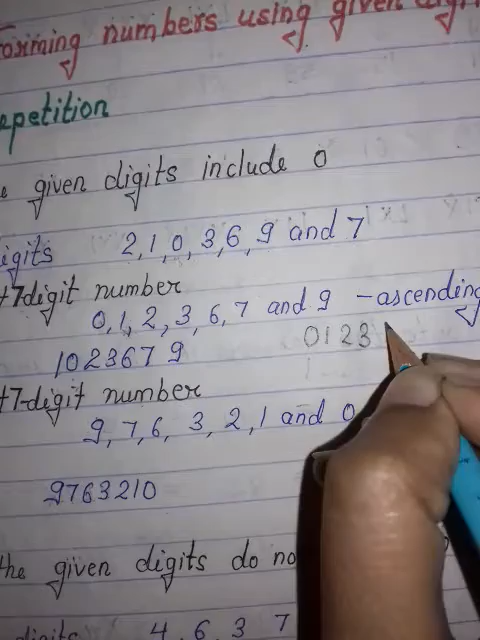 Forming numbers using given
epetition
e given digits include 0
igits 2, 1, 0, 3, 6, 9 and 7
t 7 digit number
0, 1, 2, 3, 6, 7 and 9 - ascending
0123
1023679
t 7-digit number
9, 7, 6, 3, 2, 1 and 0
9763210
the given digits do no
digits 4, 6, 3 7